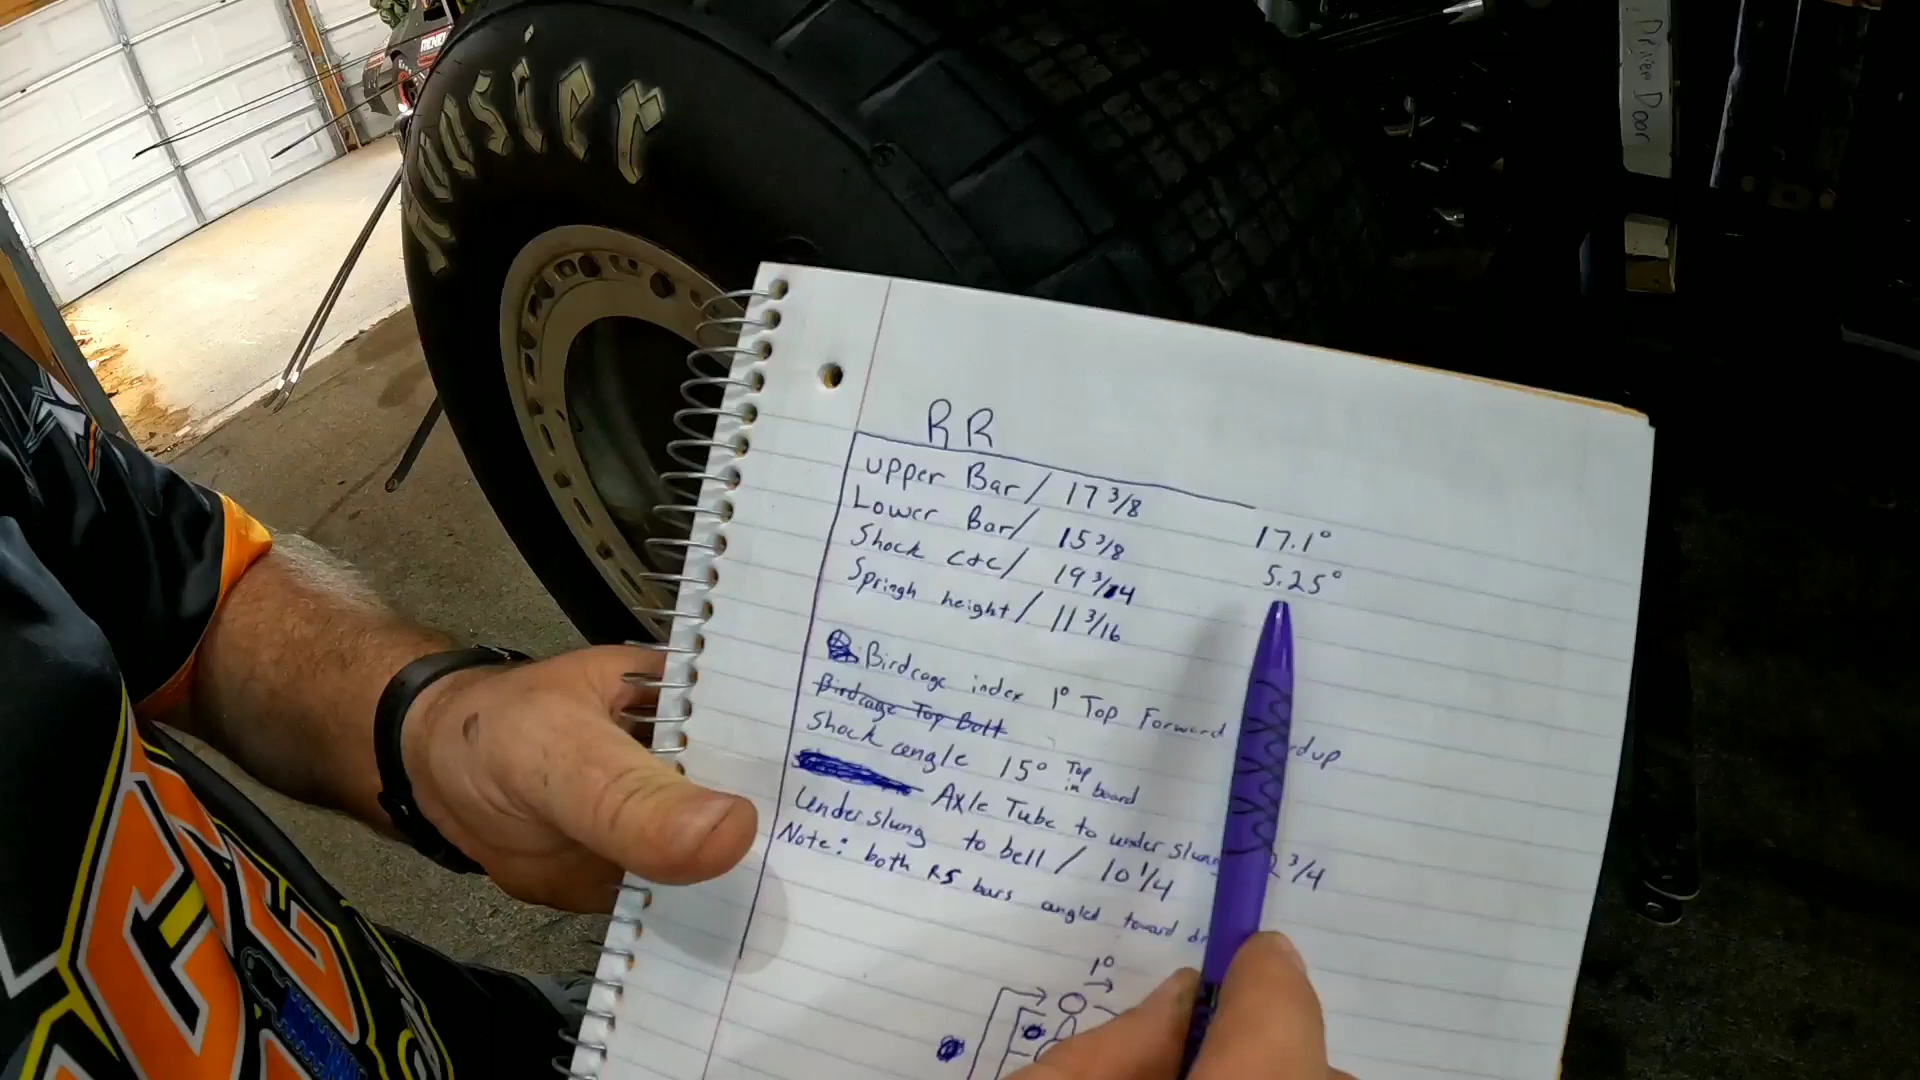 Hoosier
Driver Door
RR
Upper Bar/ 17 3/8 17.1°
Lower Bar/ 15 3/8 5.25°
Shock C+C/ 19 3/4
Springh height/ 11 3/16
Birdcage index 1° Top Forward
Birdcage Top Bolt
Shock angle 15° Top in board
Axle Tube to under slung 3/4
Under slung to bell/ 10 1/4
Note: both RS bars angled toward
1°